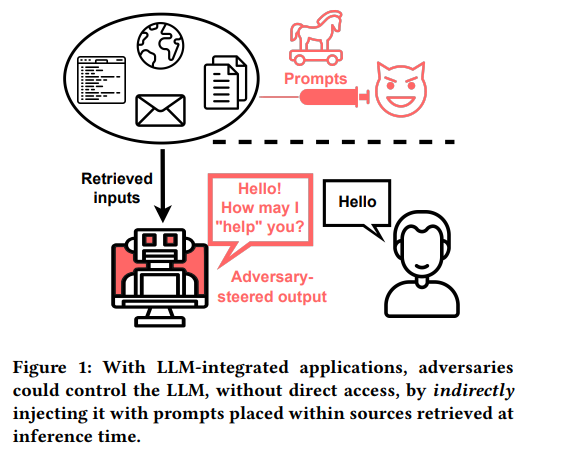 Prompts
Retrieved
inputs
Hello!
How may I
"help" you?
Hello
Adversary-
steered output
Figure 1: With LLM-integrated applications, adversaries
could control the LLM, without direct access, by indirectly
injecting it with prompts placed within sources retrieved at
inference time.